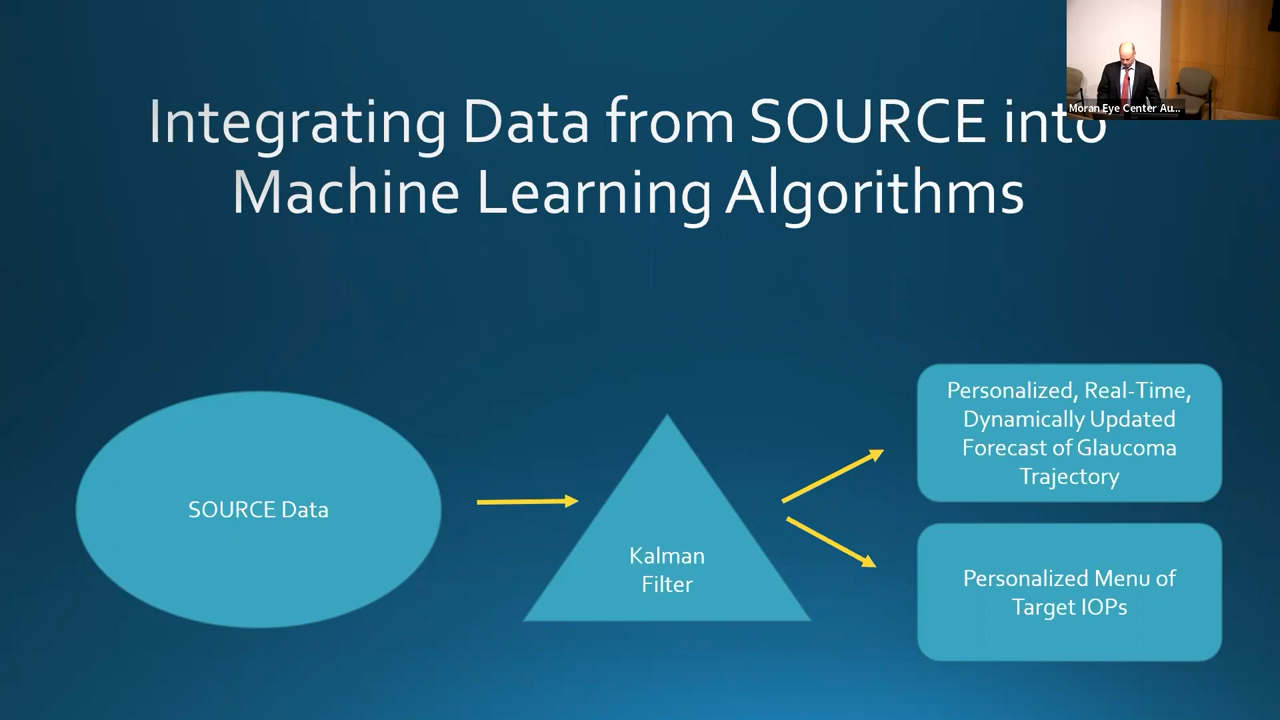 Integrating Data from SOURCE into
Machine Learning Algorithms
Moran Eye Center Au...
SOURCE Data
Kalman
Filter
Personalized, Real-Time,
Dynamically Updated
Forecast of Glaucoma
Trajectory
Personalized Menu of
Target IOPs